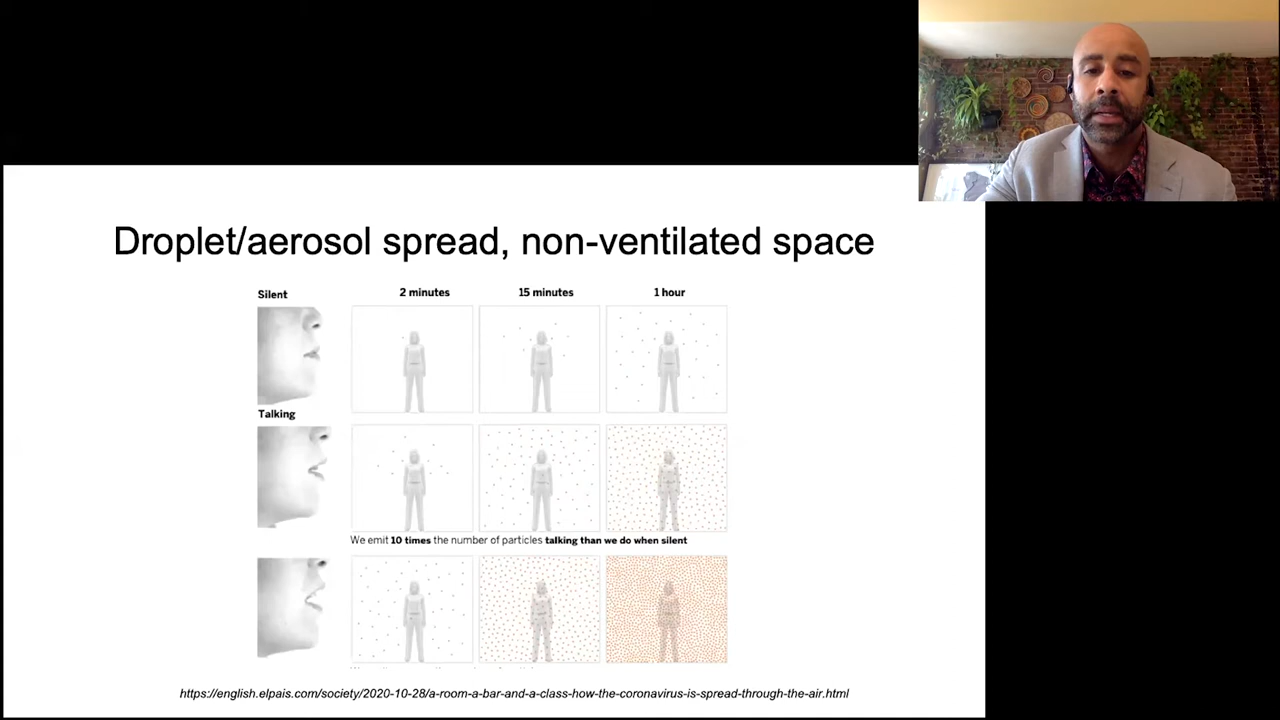 Droplet/aerosol spread, non-ventilated space
Silent
2 minutes
15 minutes
1 hour
Talking
We emit 10 times the number of particles talking than we do when silent
https://english.elpais.com/society/2020-10-28/a-room-a-bar-and-a-class-how-the-coronavirus-is-spread-through-the-air.html